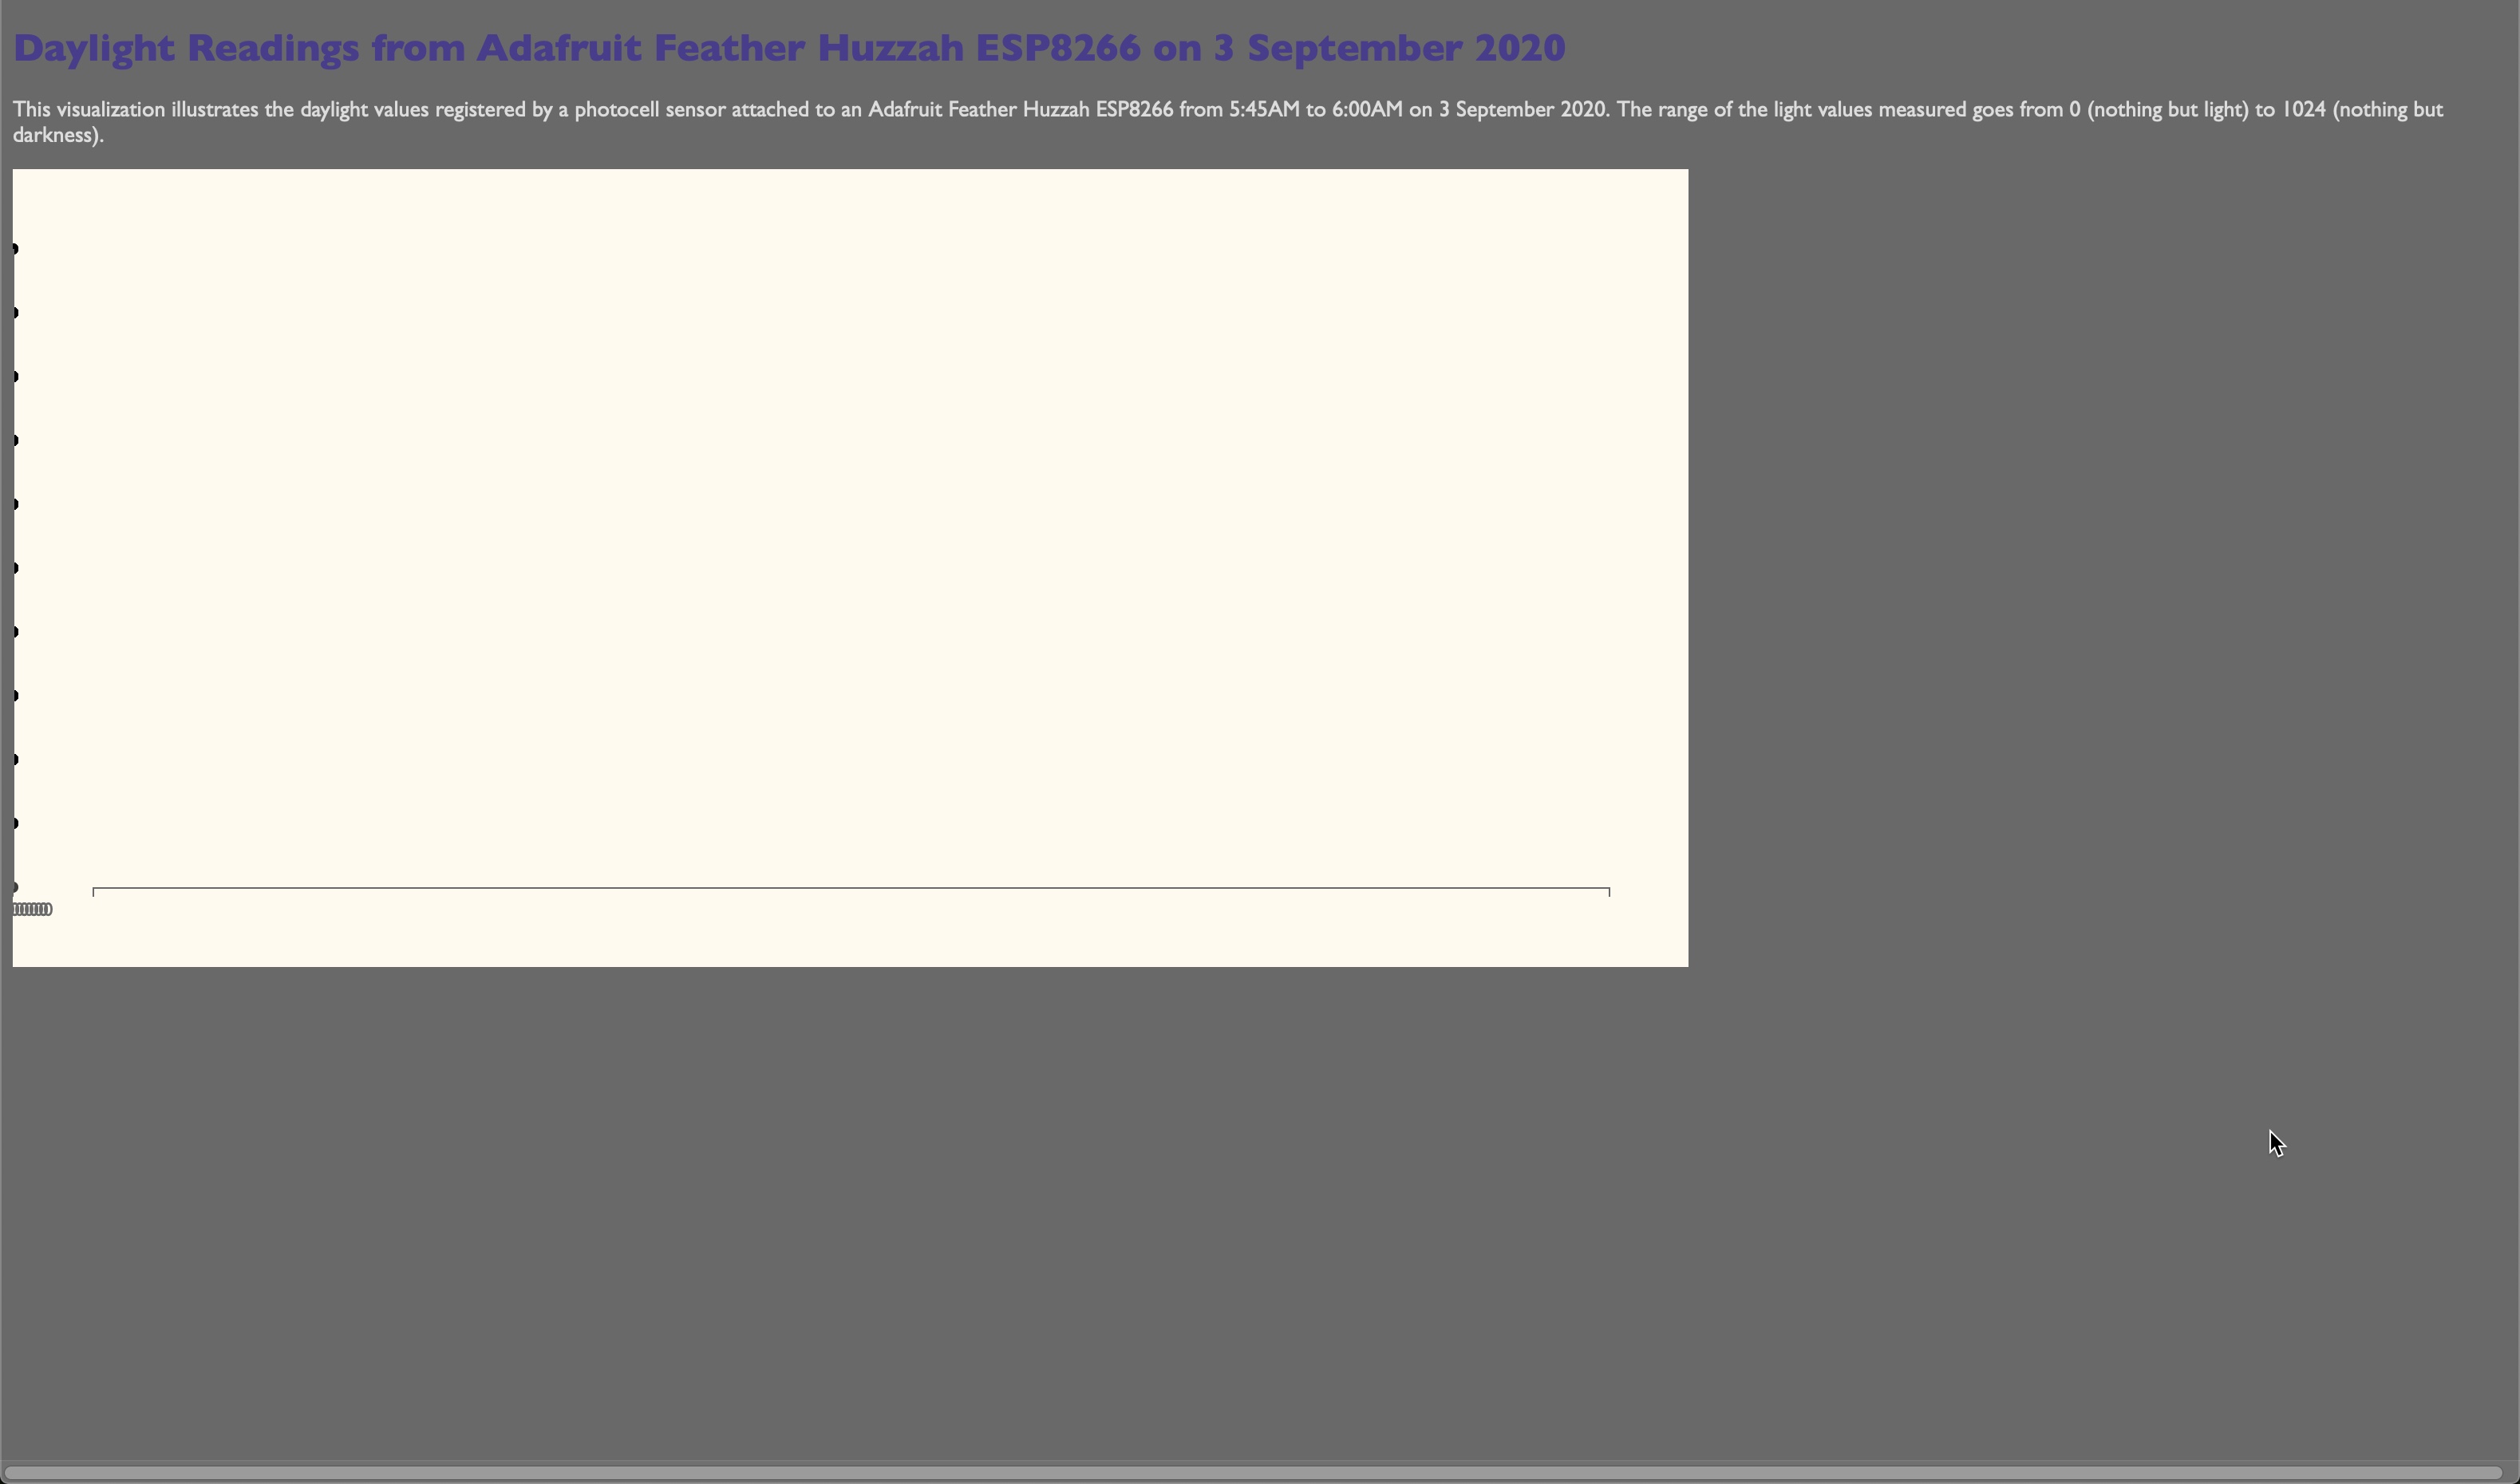 Daylight Readings from Adafruit Feather Huzzah ESP8266 on 3 September 2020
This visualization illustrates the daylight values registered by a photocell sensor attached to an Adafruit Feather Huzzah ESP8266 from 5:45AM to 6:00AM on 3 September 2020. The range of the light values measured goes from 0 (nothing but light) to 1024 (nothing but
darkness).